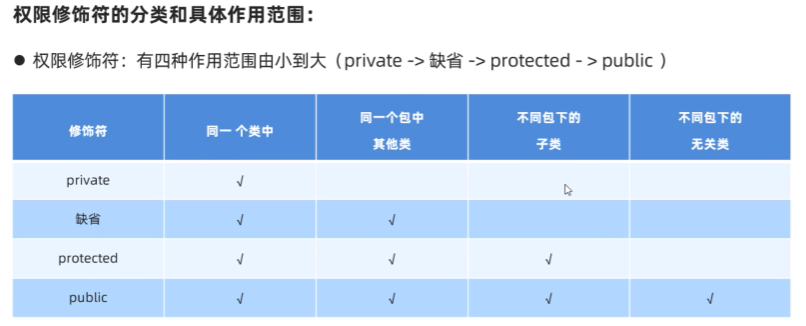 权限修饰符的分类和具体作用范围：
● 权限修饰符：有四种作用范围由小到大（private -> 缺省 -> protected - > public ）
修饰符 同一 个类中 同一个包中 其他类 不同包下的 子类 不同包下的 无关类
private √
缺省 √ √
protected √ √ √
public √ √ √ √